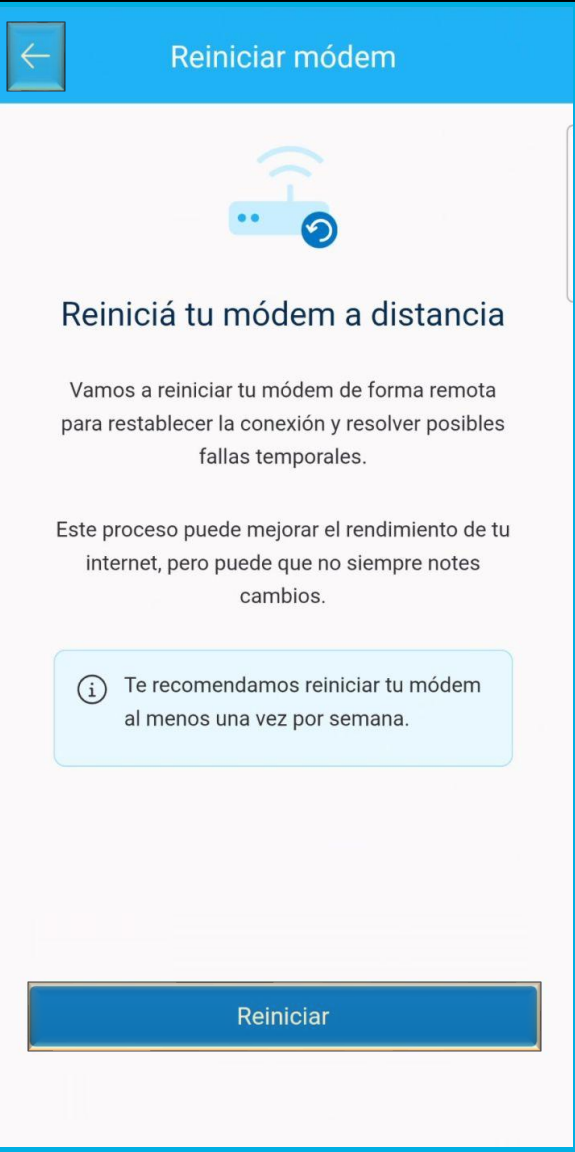 Reiniciar módem
Reiniciá tu módem a distancia
Vamos a reiniciar tu módem de forma remota
para restablecer la conexión y resolver posibles
fallas temporales.
Este proceso puede mejorar el rendimiento de tu
internet, pero puede que no siempre notes
cambios.
Te recomendamos reiniciar tu módem
al menos una vez por semana.
Reiniciar